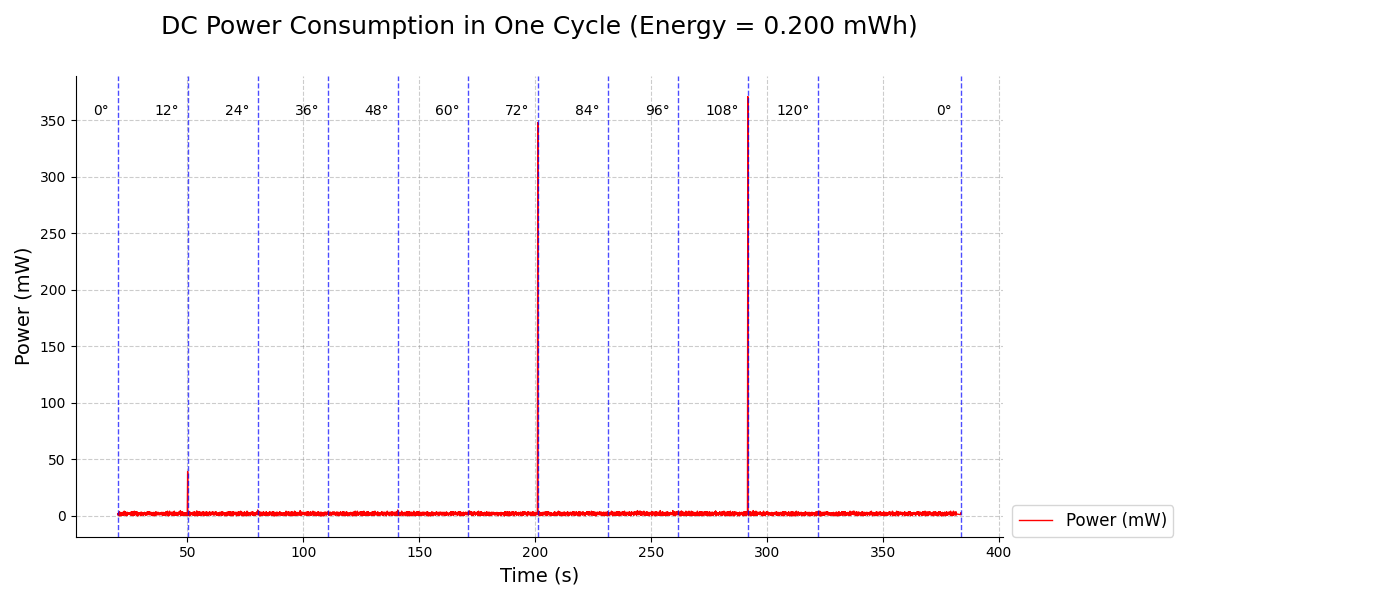 DC Power Consumption in One Cycle (Energy = 0.200 mWh)
0° 12° 24° 36° 48° 60° 72° 84° 96° 108° 120° 0°
350
300
250
200
150
100
50
0
Power (mW)
50 100 150 200 250 300 350 400
Time (s)
Power (mW)